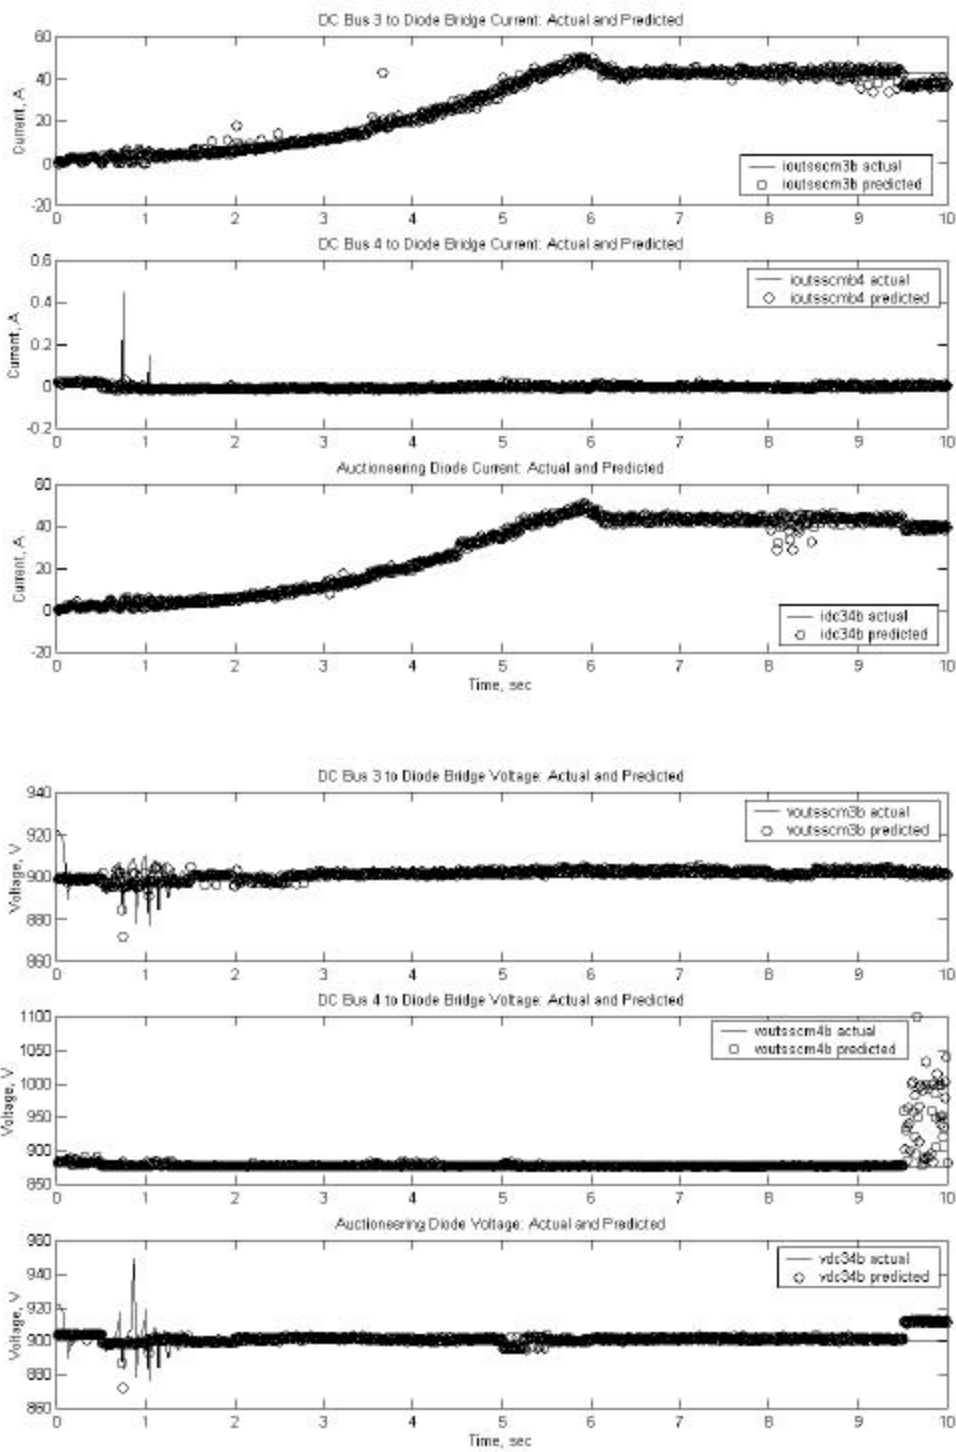 DC Bus 3 to Diode Bridge Current: Actual and Predicted
60
40
20
0
-20
Current, A
ioutsscm3b actual
ioutsscm3b predicted
0 1 2 3 4 5 6 7 8 9 10
DC Bus 4 to Diode Bridge Current: Actual and Predicted
0.6
0.4
0.2
0
-0.2
Current, A
ioutsscmb4 actual
ioutsscmb4 predicted
0 1 2 3 4 5 6 7 8 9 10
Auctioneering Diode Current: Actual and Predicted
60
40
20
0
-20
Current, A
idc34b actual
idc34b predicted
0 1 2 3 4 5 6 7 8 9 10
Time, sec
DC Bus 3 to Diode Bridge Voltage: Actual and Predicted
940
920
900
880
860
Voltage, V
voutsscm3b actual
voutsscm3b predicted
0 1 2 3 4 5 6 7 8 9 10
DC Bus 4 to Diode Bridge Voltage: Actual and Predicted
1100
1050
1000
950
900
850
Voltage, V
voutsscm4b actual
voutsscm4b predicted
0 1 2 3 4 5 6 7 8 9 10
Auctioneering Diode Voltage: Actual and Predicted
960
940
920
900
880
860
Voltage, V
vdc34b actual
vdc34b predicted
0 1 2 3 4 5 6 7 8 9 10
Time, sec